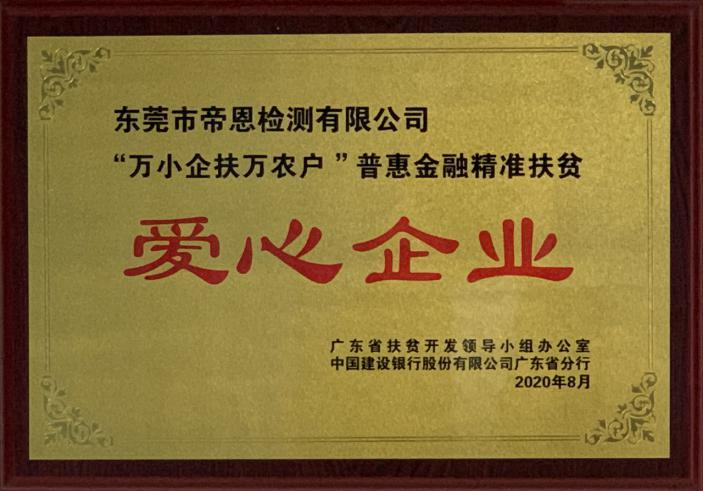 东莞市帝恩检测有限公司
“万小企扶万农户”普惠金融精准扶贫
爱心企业
广东省扶贫开发领导小组办公室
中国建设银行股份有限公司广东省分行
2020年8月